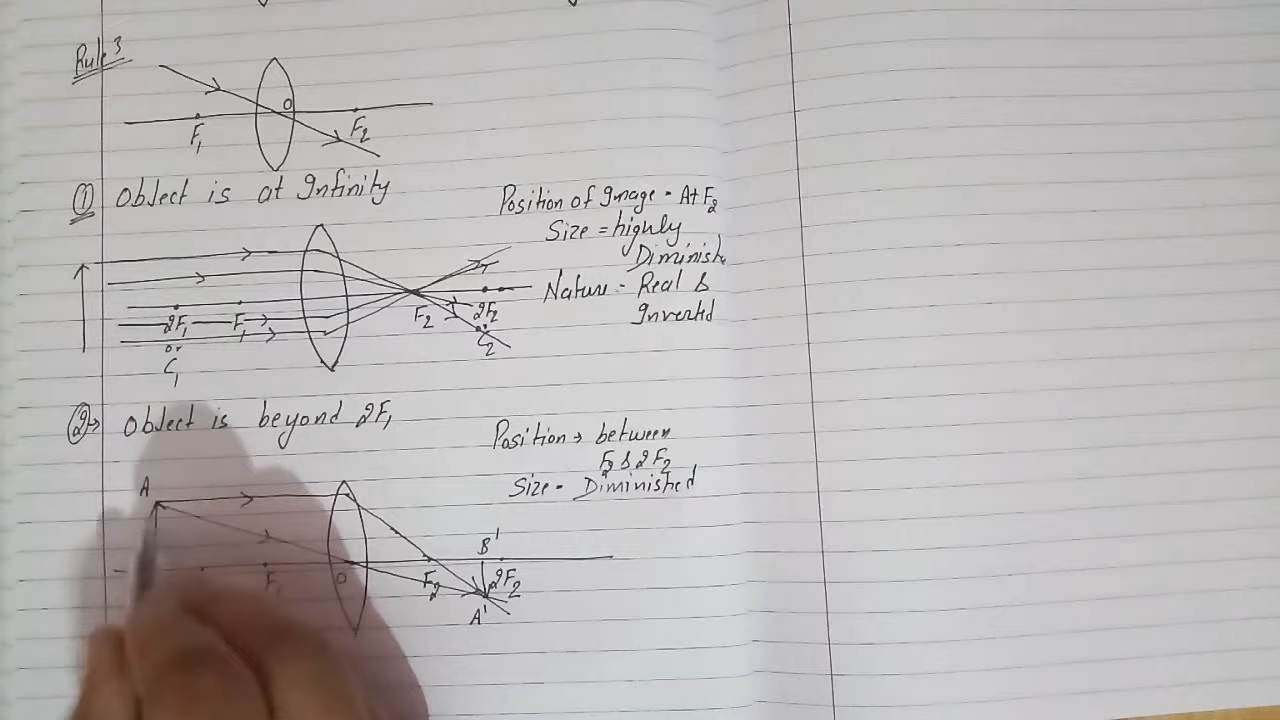 Rule 3
O
F1
F2
① Object is at Infinity
Position of Image - At F2
Size = highly
Diminish
Nature - Real &
Inverted
2F1
F1
or
C1
F2
2F2
C2
②→ Object is beyond 2F1
Position → between
F2 & 2F2
Size - Diminished
A
B'
F1
O
F2
2F2
A'